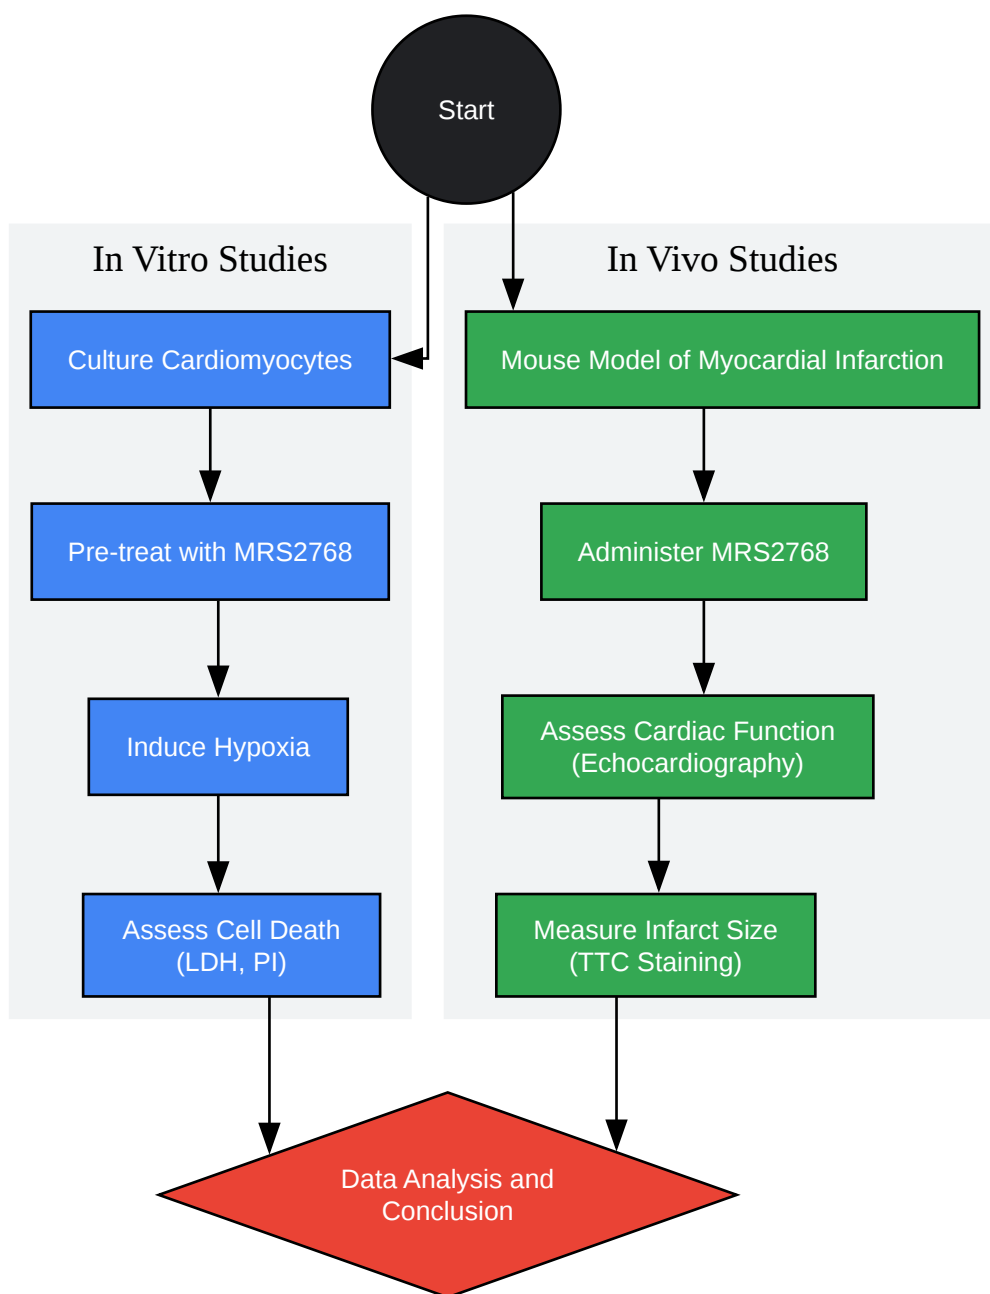 Start
In Vitro Studies
Culture Cardiomyocytes
Pre-treat with MRS2768
Induce Hypoxia
Assess Cell Death
(LDH, PI)
In Vivo Studies
Mouse Model of Myocardial Infarction
Administer MRS2768
Assess Cardiac Function
(Echocardiography)
Measure Infarct Size
(TTC Staining)
Data Analysis and
Conclusion